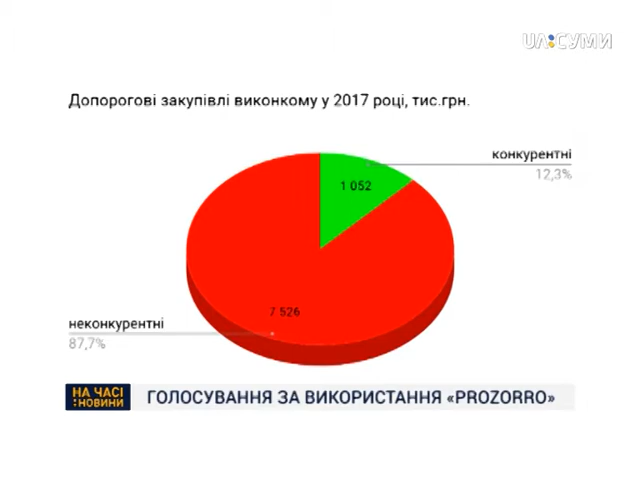 UA:СУМИ
Допорогові закупівлі виконкому у 2017 році, тис.грн.
конкурентні
12,3%
1 052
7 526
неконкурентні
87,7%
НА ЧАСІ
:НОВИНИ
ГОЛОСУВАННЯ ЗА ВИКОРИСТАННЯ «PROZORRO»